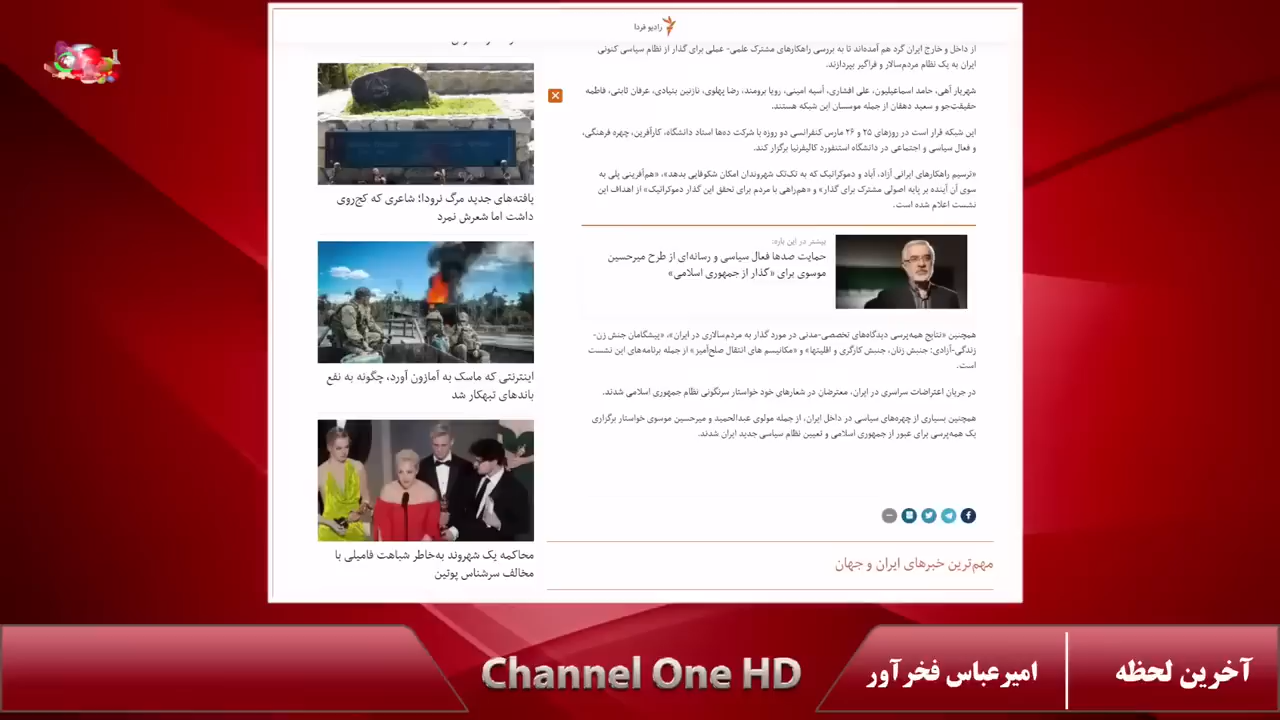 رادیو فردا
از داخل و خارج ایران گرد هم آمده‌اند تا به بررسی راهکارهای مشترک علمی- عملی برای گذار از نظام سیاسی کنونی
ایران به یک نظام مردم‌سالار و فراگیر بپردازند.
شهریار آهی، حامد اسماعیلیون، علی افشاری، آسیه امینی، رویا برومند، رضا پهلوی، نازنین بنیادی، عرفان ثابتی، فاطمه
حقیقت‌جو و سعید دهقان از جمله موسسان این شبکه هستند.
این شبکه قرار است در روزهای ۲۵ و ۲۶ مارس کنفرانسی دو روزه با شرکت ده‌ها استاد دانشگاه، کارآفرین، چهره فرهنگی،
و فعال سیاسی و اجتماعی در دانشگاه استنفورد کالیفرنیا برگزار کند.
«ترسیم راهکارهای ایرانی آزاد، آباد و دموکراتیک که به تک‌تک شهروندان امکان شکوفایی بدهد»، «هم‌آفرینی پلی به
سوی آن آینده بر پایه اصولی مشترک برای گذار» و «هم‌راهی با مردم برای تحقق این گذار دموکراتیک» از اهداف این
نشست اعلام شده است.
بیشتر در این باره:
حمایت صدها فعال سیاسی و رسانه‌ای از طرح میرحسین
موسوی برای «گذار از جمهوری اسلامی»
همچنین «نتایج همه‌پرسی دیدگاه‌های تخصصی-مدنی در مورد گذار به مردم‌سالاری در ایران»، «پیشگامان جنش زن-
زندگی-آزادی: جنبش زنان، جنبش کارگری و اقلیتها» و «مکانیسم های انتقال صلح‌آمیز» از جمله برنامه‌های این نشست
است.
در جریان اعتراضات سراسری در ایران، معترضان در شعارهای خود خواستار سرنگونی نظام جمهوری اسلامی شدند.
همچنین بسیاری از چهره‌های سیاسی در داخل ایران، از جمله مولوی عبدالحمید و میرحسین موسوی خواستار برگزاری
یک همه‌پرسی برای عبور از جمهوری اسلامی و تعیین نظام سیاسی جدید ایران شدند.
مهم‌ترین خبرهای ایران و جهان
یافته‌های جدید مرگ نرودا؛ شاعری که کج‌روی
داشت اما شعرش نمرد
اینترنتی که ماسک به آمازون آورد، چگونه به نفع
باندهای تبهکار شد
محاکمه یک شهروند به‌خاطر شباهت فامیلی با
مخالف سرشناس پوتین
آخرین لحظه
امیرعباس فخرآور
Channel One HD